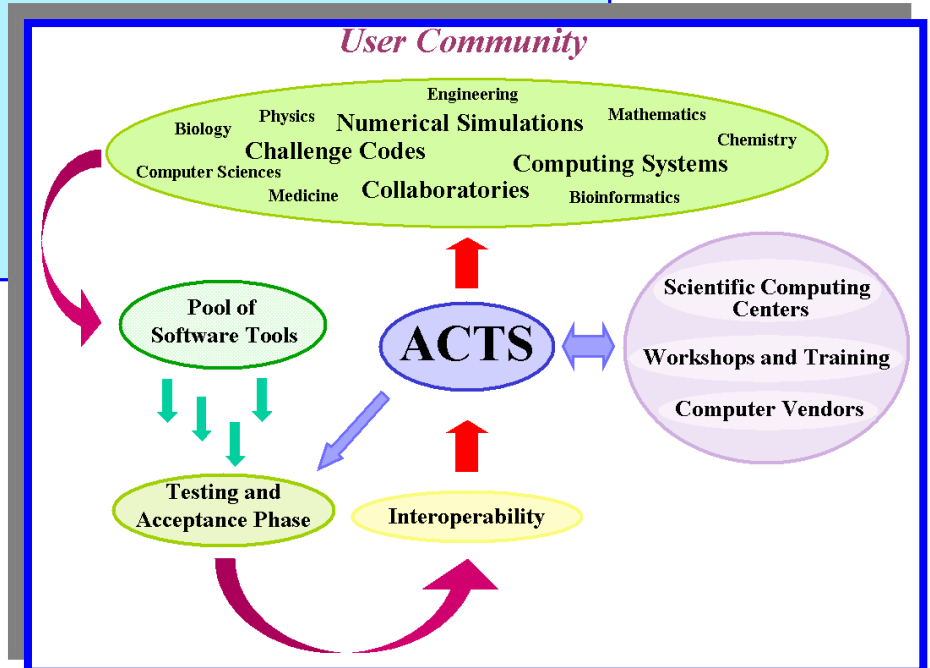 User Community
Engineering
Biology
Physics
Numerical Simulations
Mathematics
Chemistry
Challenge Codes
Computing Systems
Computer Sciences
Medicine
Collaboratories
Bioinformatics
Pool of
Software Tools
ACTS
Scientific Computing
Centers
Workshops and Training
Computer Vendors
Testing and
Acceptance Phase
Interoperability